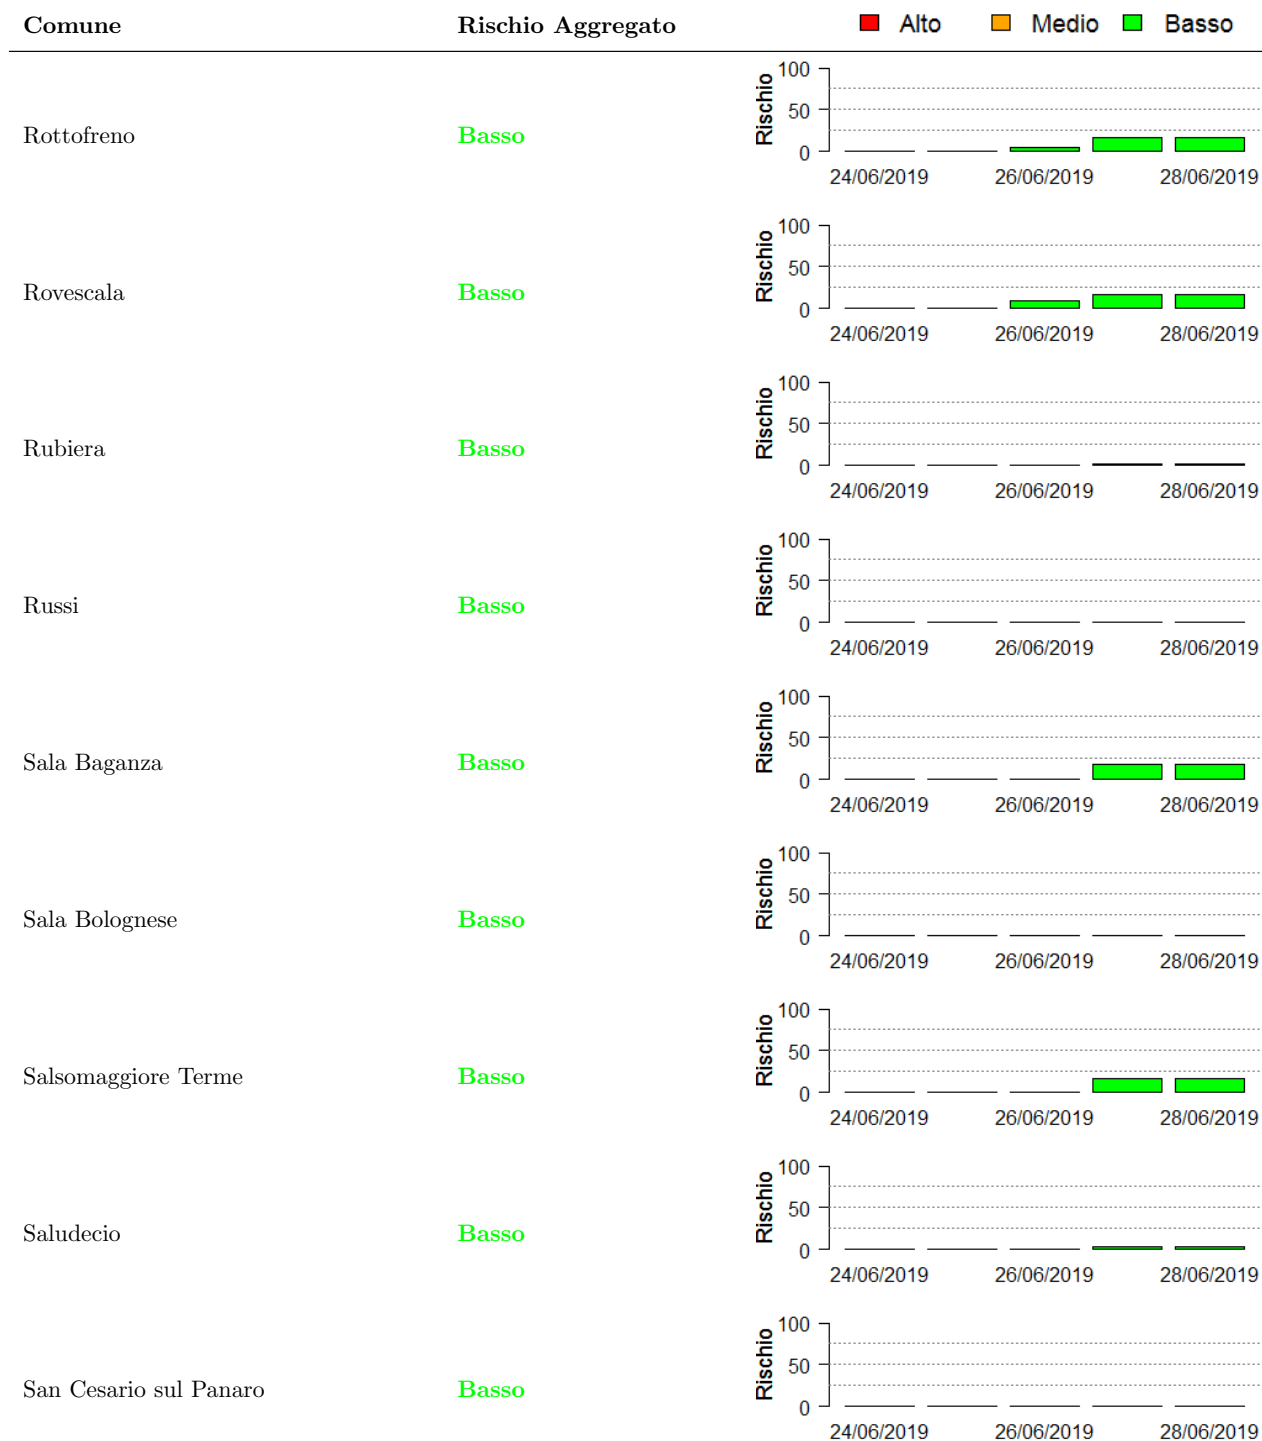 Comune Rischio Aggregato Alto Medio Basso
Rottofreno Basso
Rischio
100
50
0
24/06/2019 26/06/2019 28/06/2019
Rovescala Basso
Rischio
100
50
0
24/06/2019 26/06/2019 28/06/2019
Rubiera Basso
Rischio
100
50
0
24/06/2019 26/06/2019 28/06/2019
Russi Basso
Rischio
100
50
0
24/06/2019 26/06/2019 28/06/2019
Sala Baganza Basso
Rischio
100
50
0
24/06/2019 26/06/2019 28/06/2019
Sala Bolognese Basso
Rischio
100
50
0
24/06/2019 26/06/2019 28/06/2019
Salsomaggiore Terme Basso
Rischio
100
50
0
24/06/2019 26/06/2019 28/06/2019
Saludecio Basso
Rischio
100
50
0
24/06/2019 26/06/2019 28/06/2019
San Cesario sul Panaro Basso
Rischio
100
50
0
24/06/2019 26/06/2019 28/06/2019